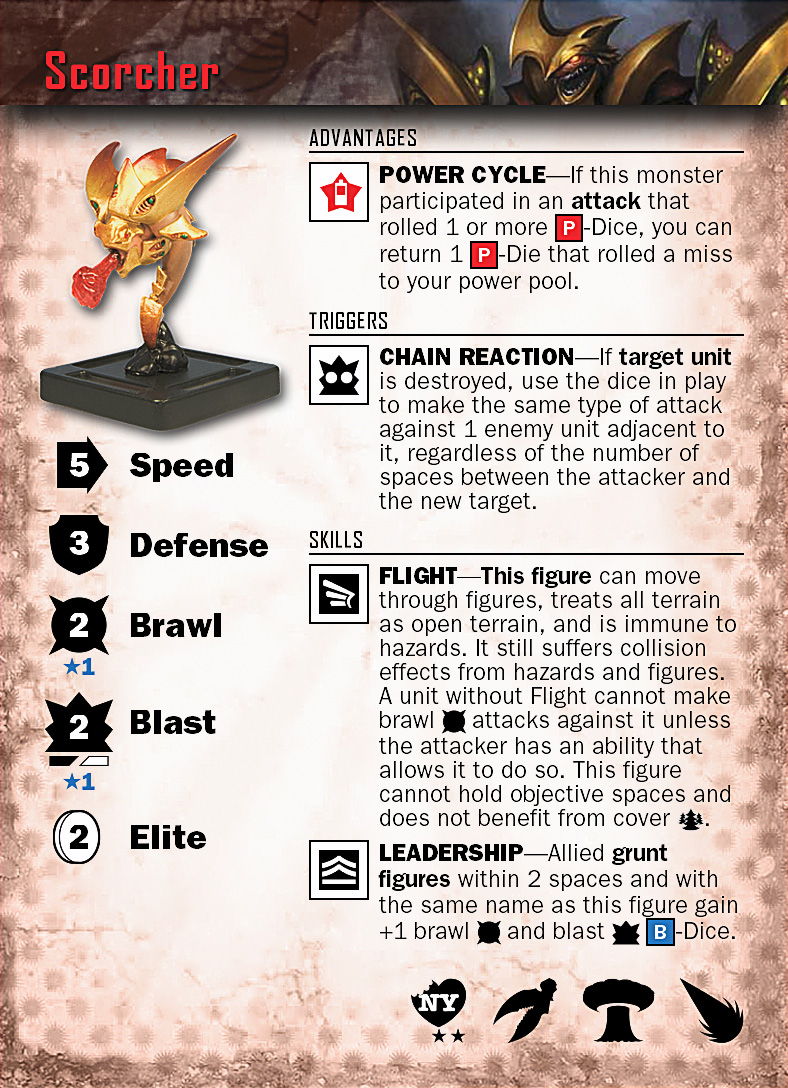 Scorcher
ADVANTAGES
POWER CYCLE—If this monster
participated in an attack that
rolled 1 or more P-Dice, you can
return 1 P-Die that rolled a miss
to your power pool.
TRIGGERS
CHAIN REACTION—If target unit
is destroyed, use the dice in play
to make the same type of attack
against 1 enemy unit adjacent to
it, regardless of the number of
spaces between the attacker and
the new target.
SKILLS
FLIGHT—This figure can move
through figures, treats all terrain
as open terrain, and is immune to
hazards. It still suffers collision
effects from hazards and figures.
A unit without Flight cannot make
brawl attacks against it unless
the attacker has an ability that
allows it to do so. This figure
cannot hold objective spaces and
does not benefit from cover .
LEADERSHIP—Allied grunt
figures within 2 spaces and with
the same name as this figure gain
+1 brawl and blast B-Dice.
5 Speed
3 Defense
2 Brawl
★1
2 Blast
★1
2 Elite
NY
★★